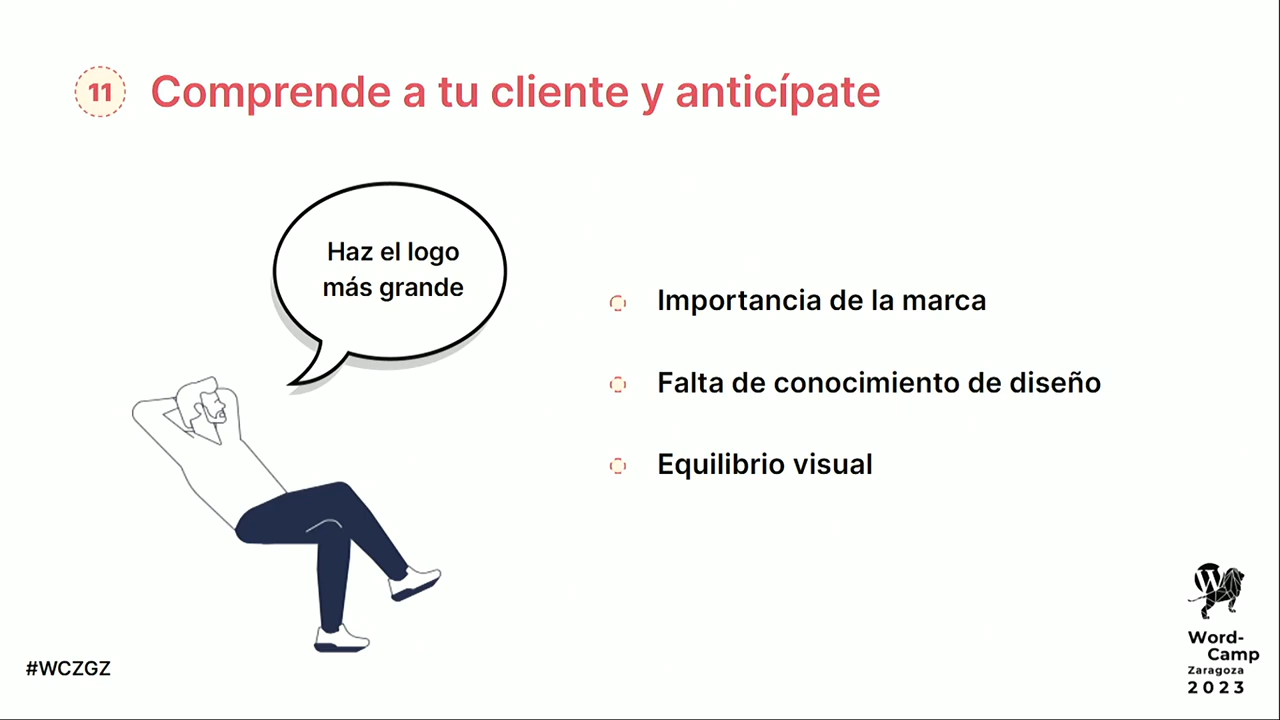 11 Comprende a tu cliente y anticípate
Haz el logo
más grande
Importancia de la marca
Falta de conocimiento de diseño
Equilibrio visual
#WCZGZ
W
Word-
Camp
Zaragoza
2023